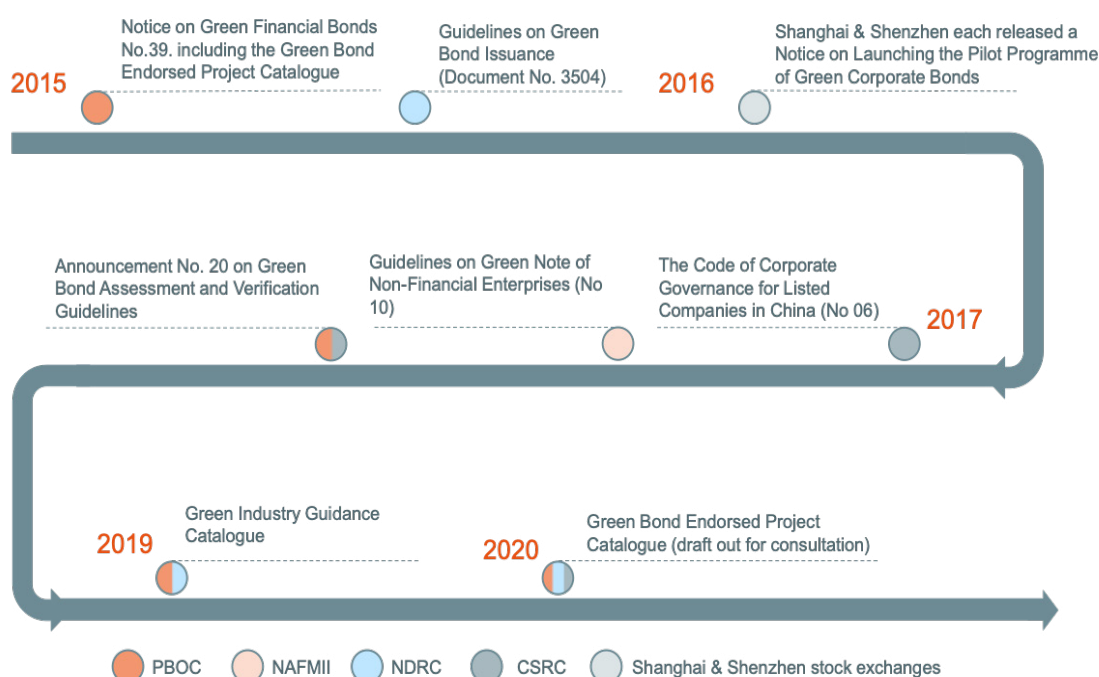 2015
Notice on Green Financial Bonds
No.39. including the Green Bond
Endorsed Project Catalogue
Guidelines on Green
Bond Issuance
(Document No. 3504)
2016
Shanghai & Shenzhen each released a
Notice on Launching the Pilot Programme
of Green Corporate Bonds
Announcement No. 20 on Green
Bond Assessment and Verification
Guidelines
Guidelines on Green Note of
Non-Financial Enterprises (No
10)
The Code of Corporate
Governance for Listed
Companies in China (No 06)
2017
2019
Green Industry Guidance
Catalogue
2020
Green Bond Endorsed Project
Catalogue (draft out for consultation)
PBOC
NAFMII
NDRC
CSRC
Shanghai & Shenzhen stock exchanges